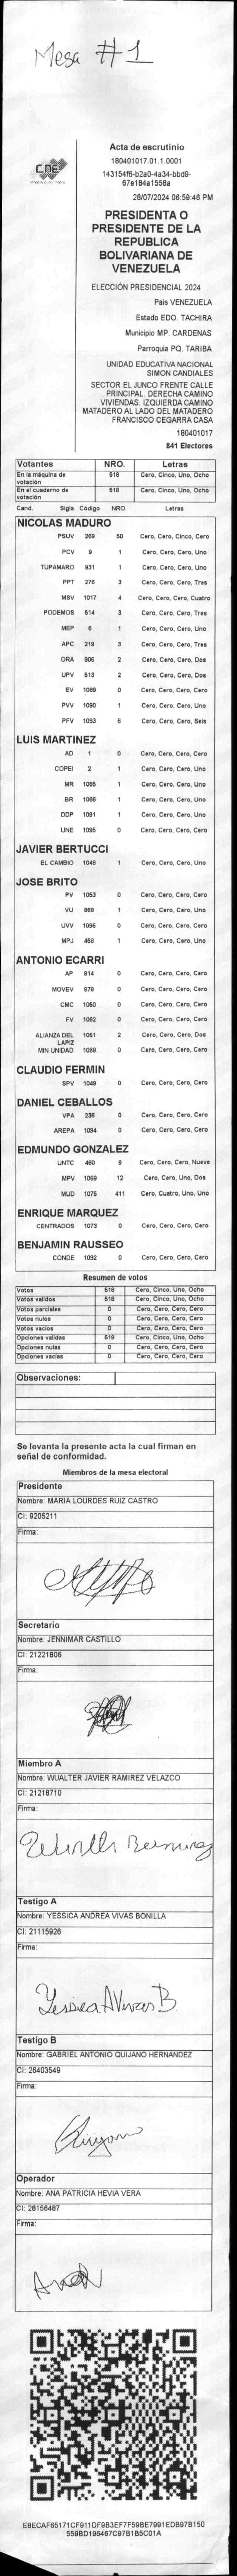 Mesa #1
CNE
Acta de escrutinio
180401017.01.1.0001
143154f6-b2a0-4a34-bbd9-
67e184a1558a
28/07/2024 06:59:46 PM
PRESIDENTA O
PRESIDENTE DE LA
REPUBLICA
BOLIVARIANA DE
VENEZUELA
ELECCIÓN PRESIDENCIAL 2024
Pais VENEZUELA
Estado EDO. TACHIRA
Municipio MP. CARDENAS
Parroquia PQ. TARIBA
UNIDAD EDUCATIVA NACIONAL
SIMON CANDIALES
SECTOR EL JUNCO FRENTE CALLE
PRINCIPAL. DERECHA CAMINO
VIVIENDAS. IZQUIERDA CAMINO
MATADERO AL LADO DEL MATADERO
FRANCISCO CEGARRA CASA
180401017
841 Electores
Votantes NRO. Letras
En la máquina de votación 518 Cero, Cinco, Uno, Ocho
En el cuaderno de votación 518 Cero, Cinco, Uno, Ocho
Cand. Sigla Código NRO. Letras
NICOLAS MADURO
PSUV 269 50 Cero, Cero, Cinco, Cero
PCV 9 1 Cero, Cero, Cero, Uno
TUPAMARO 931 1 Cero, Cero, Cero, Uno
PPT 276 3 Cero, Cero, Cero, Tres
MSV 1017 4 Cero, Cero, Cero, Cuatro
PODEMOS 514 3 Cero, Cero, Cero, Tres
MEP 6 1 Cero, Cero, Cero, Uno
APC 219 3 Cero, Cero, Cero, Tres
ORA 906 2 Cero, Cero, Cero, Dos
UPV 513 2 Cero, Cero, Cero, Dos
EV 1089 0 Cero, Cero, Cero, Cero
PVV 1090 1 Cero, Cero, Cero, Uno
PFV 1093 6 Cero, Cero, Cero, Seis
LUIS MARTINEZ
AD 1 0 Cero, Cero, Cero, Cero
COPEI 2 1 Cero, Cero, Cero, Uno
MR 1065 1 Cero, Cero, Cero, Uno
BR 1066 1 Cero, Cero, Cero, Uno
DDP 1091 1 Cero, Cero, Cero, Uno
UNE 1095 0 Cero, Cero, Cero, Cero
JAVIER BERTUCCI
EL CAMBIO 1048 1 Cero, Cero, Cero, Uno
JOSE BRITO
PV 1053 0 Cero, Cero, Cero, Cero
VU 969 1 Cero, Cero, Cero, Uno
UVV 1096 0 Cero, Cero, Cero, Cero
MPJ 458 1 Cero, Cero, Cero, Uno
ANTONIO ECARRI
AP 814 0 Cero, Cero, Cero, Cero
MOVEV 979 0 Cero, Cero, Cero, Cero
CMC 1050 0 Cero, Cero, Cero, Cero
FV 1062 0 Cero, Cero, Cero, Cero
ALIANZA DEL LAPIZ 1051 2 Cero, Cero, Cero, Dos
MIN UNIDAD 1068 0 Cero, Cero, Cero, Cero
CLAUDIO FERMIN
SPV 1049 0 Cero, Cero, Cero, Cero
DANIEL CEBALLOS
VPA 236 0 Cero, Cero, Cero, Cero
AREPA 1094 0 Cero, Cero, Cero, Cero
EDMUNDO GONZALEZ
UNTC 460 9 Cero, Cero, Cero, Nueve
MPV 1069 12 Cero, Cero, Uno, Dos
MUD 1075 411 Cero, Cuatro, Uno, Uno
ENRIQUE MARQUEZ
CENTRADOS 1073 0 Cero, Cero, Cero, Cero
BENJAMIN RAUSSEO
CONDE 1092 0 Cero, Cero, Cero, Cero
Resumen de votos
Votos 518 Cero, Cinco, Uno, Ocho
Votos validos 518 Cero, Cinco, Uno, Ocho
Votos parciales 0 Cero, Cero, Cero, Cero
Votos nulos 0 Cero, Cero, Cero, Cero
Votos vacios 0 Cero, Cero, Cero, Cero
Opciones validas 518 Cero, Cinco, Uno, Ocho
Opciones nulas 0 Cero, Cero, Cero, Cero
Opciones vacias 0 Cero, Cero, Cero, Cero
Observaciones:
Se levanta la presente acta la cual firman en
señal de conformidad.
Miembros de la mesa electoral
Presidente
Nombre: MARIA LOURDES RUIZ CASTRO
CI: 9205211
Firma:
Secretario
Nombre: JENNIMAR CASTILLO
CI: 21221806
Firma:
Miembro A
Nombre: WUALTER JAVIER RAMIREZ VELAZCO
CI: 21218710
Firma:
Testigo A
Nombre: YESSICA ANDREA VIVAS BONILLA
CI: 21115926
Firma:
Yessica A Vivas B
Testigo B
Nombre: GABRIEL ANTONIO QUIJANO HERNANDEZ
CI: 26403549
Firma:
Operador
Nombre: ANA PATRICIA HEVIA VERA
CI: 28156487
Firma:
E8ECAF65171CF911DF9B3EF7F59BE7991EDB97B150
559BD196467C97B1B5C01A